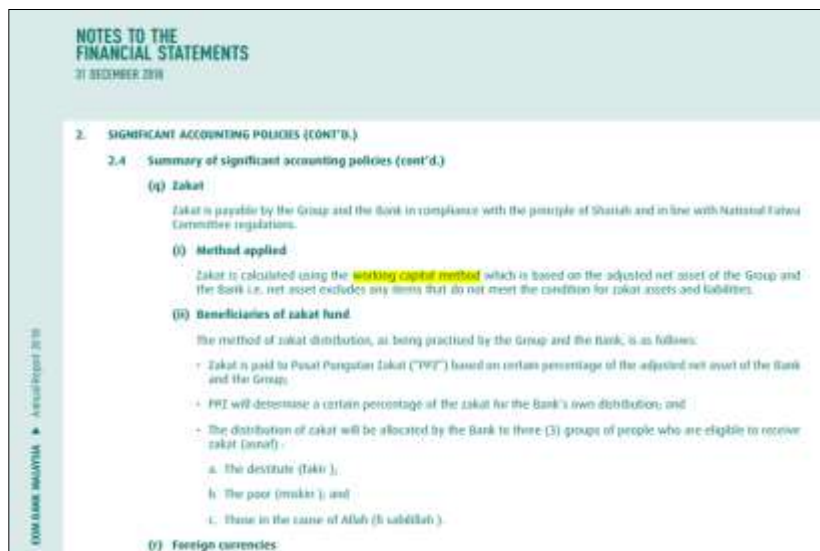 NOTES TO THE
FINANCIAL STATEMENTS
31 DECEMBER 2018
2. SIGNIFICANT ACCOUNTING POLICIES (CONT'D.)
2.4 Summary of significant accounting policies (cont'd.)
(q) Zakat
Zakat is payable by the Group and the Bank in compliance with the principle of Shariah and in line with National Fatwa
Committee regulations.
(i) Method applied
Zakat is calculated using the working capital method which is based on the adjusted net asset of the Group and
the Bank i.e. net asset excludes any items that do not meet the condition for zakat assets and liabilities.
(ii) Beneficiaries of zakat fund
The method of zakat distribution, as being practised by the Group and the Bank, is as follows:
• Zakat is paid to Pusat Pungutan Zakat ("PPZ") based on certain percentage of the adjusted net asset of the Bank
and the Group;
• PPZ will determine a certain percentage of the zakat for the Bank's own distribution; and
• The distribution of zakat will be allocated by the Bank to three (3) groups of people who are eligible to receive
zakat (asnaf) -
a. The destitute (fakir );
b. The poor (miskin ); and
c. Those in the cause of Allah (fi sabilillah ).
(r) Foreign currencies
EXIM BANK MALAYSIA ▶ Annual Report 2018